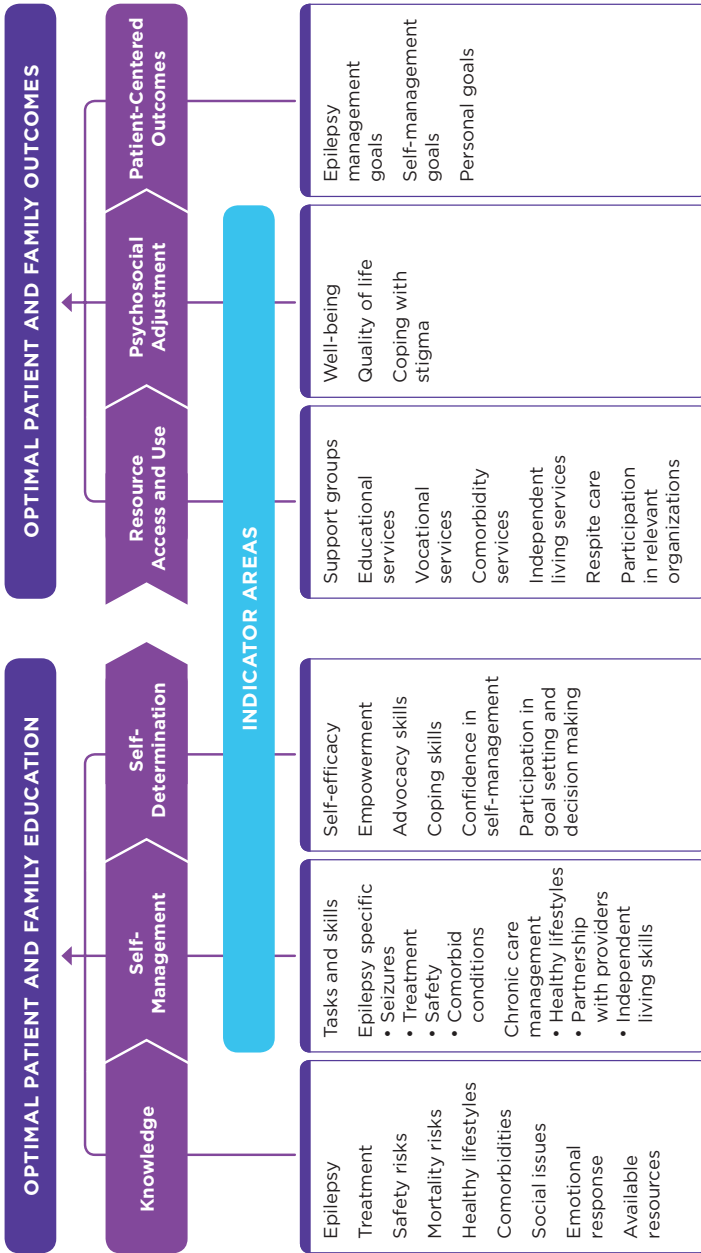 OPTIMAL PATIENT AND FAMILY EDUCATION
OPTIMAL PATIENT AND FAMILY OUTCOMES
Knowledge
Self-
Management
Self-
Determination
Resource
Access and Use
Psychosocial
Adjustment
Patient-Centered
Outcomes
INDICATOR AREAS
Epilepsy
Treatment
Safety risks
Mortality risks
Healthy lifestyles
Comorbidities
Social issues
Emotional
response
Available
resources
Tasks and skills
Epilepsy specific
• Seizures
• Treatment
• Safety
• Comorbid
conditions
Chronic care
management
• Healthy lifestyles
• Partnership
with providers
• Independent
living skills
Self-efficacy
Empowerment
Advocacy skills
Coping skills
Confidence in
self-management
Participation in
goal setting and
decision making
Support groups
Educational
services
Vocational
services
Comorbidity
services
Independent
living services
Respite care
Participation
in relevant
organizations
Well-being
Quality of life
Coping with
stigma
Epilepsy
management
goals
Self-management
goals
Personal goals